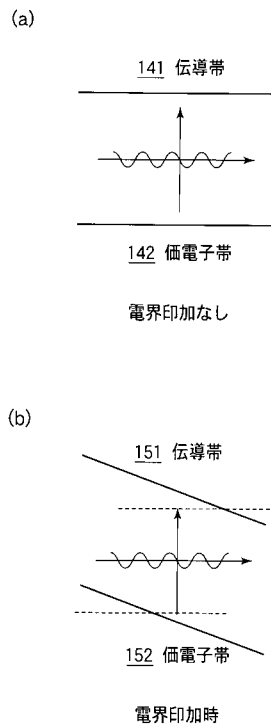 (a)
141 伝導帯
142 価電子帯
電界印加なし
(b)
151 伝導帯
152 価電子帯
電界印加時